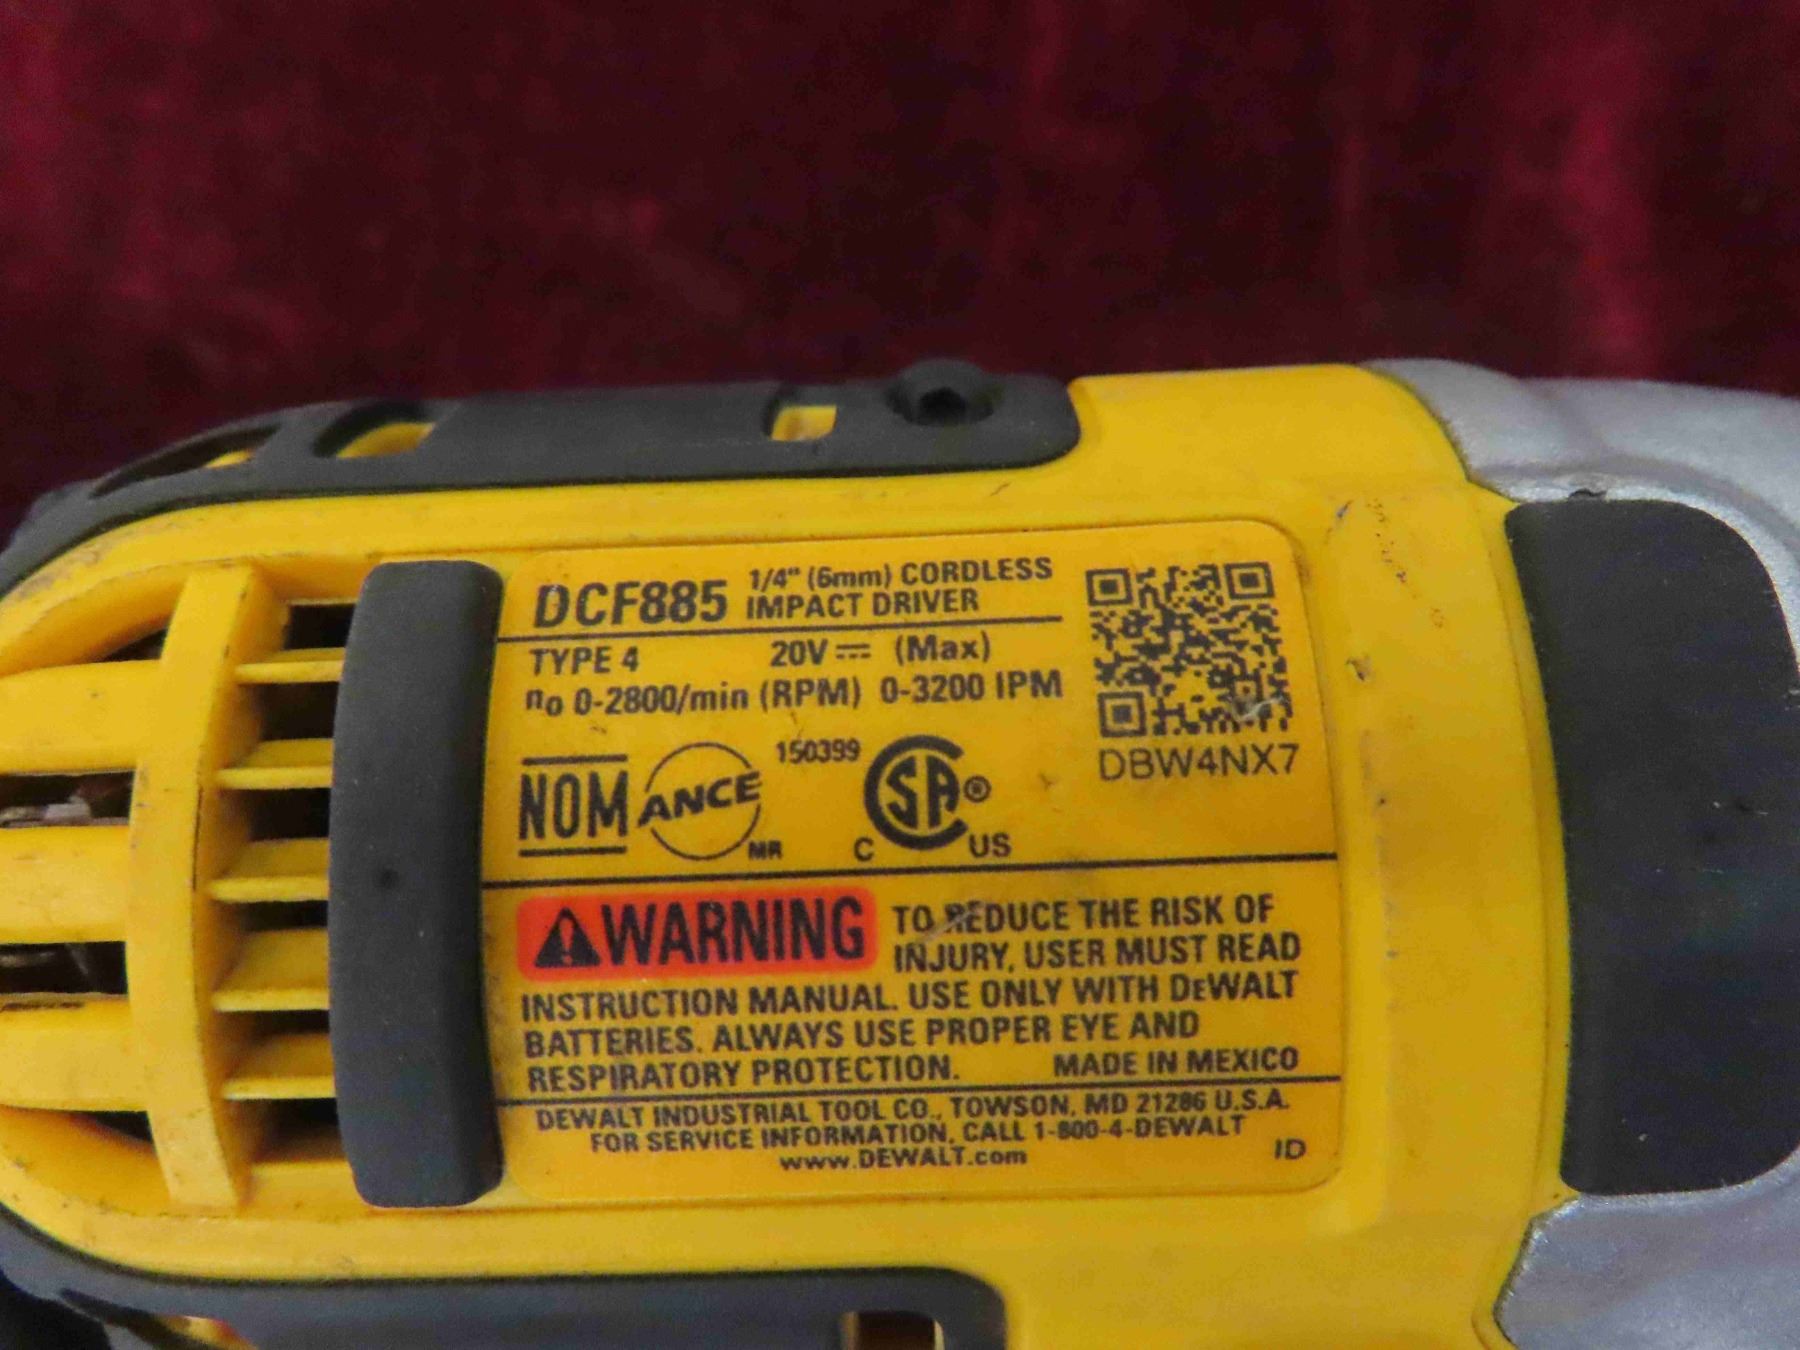 DCF885 1/4" (6mm) CORDLESS
IMPACT DRIVER
TYPE 4 20V ⎓ (Max)
no 0-2800/min (RPM) 0-3200 IPM
DBW4NX7
NOM ANCE MR 150399 C SA® US
⚠WARNING TO REDUCE THE RISK OF
INJURY, USER MUST READ
INSTRUCTION MANUAL. USE ONLY WITH DEWALT
BATTERIES. ALWAYS USE PROPER EYE AND
RESPIRATORY PROTECTION. MADE IN MEXICO
DEWALT INDUSTRIAL TOOL CO., TOWSON, MD 21286 U.S.A.
FOR SERVICE INFORMATION, CALL 1-800-4-DEWALT
www.DEWALT.com ID